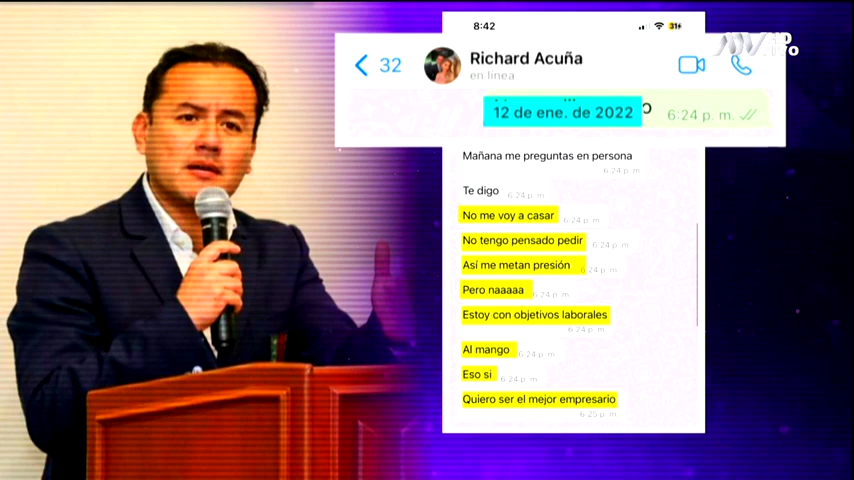 8:42
32
Richard Acuña
en línea
12 de ene. de 2022
6:24 p. m.
Mañana me preguntas en persona
6:24 p. m.
Te digo 6:24 p. m.
No me voy a casar 6:24 p. m.
No tengo pensado pedir 6:24 p. m.
Así me metan presión 6:24 p. m.
Pero naaaaa 6:24 p. m.
Estoy con objetivos laborales
6:24 p. m.
Al mango 6:24 p. m.
Eso si 6:24 p. m.
Quiero ser el mejor empresario
6:25 p. m.